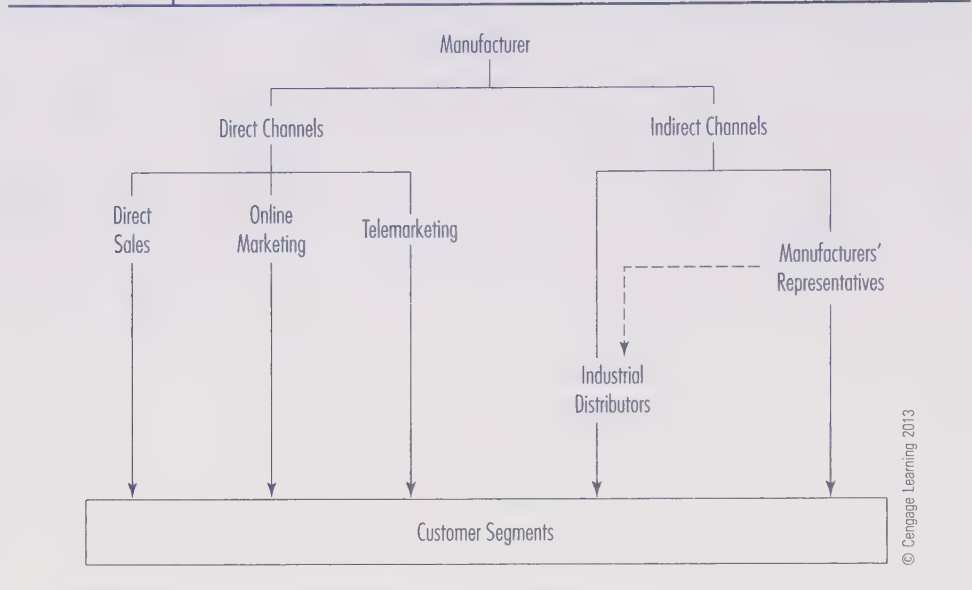 Manufacturer
Direct Channels
Indirect Channels
Direct
Sales
Online
Marketing
Telemarketing
Manufacturers'
Representatives
Industrial
Distributors
Customer Segments
© Cengage Learning 2013